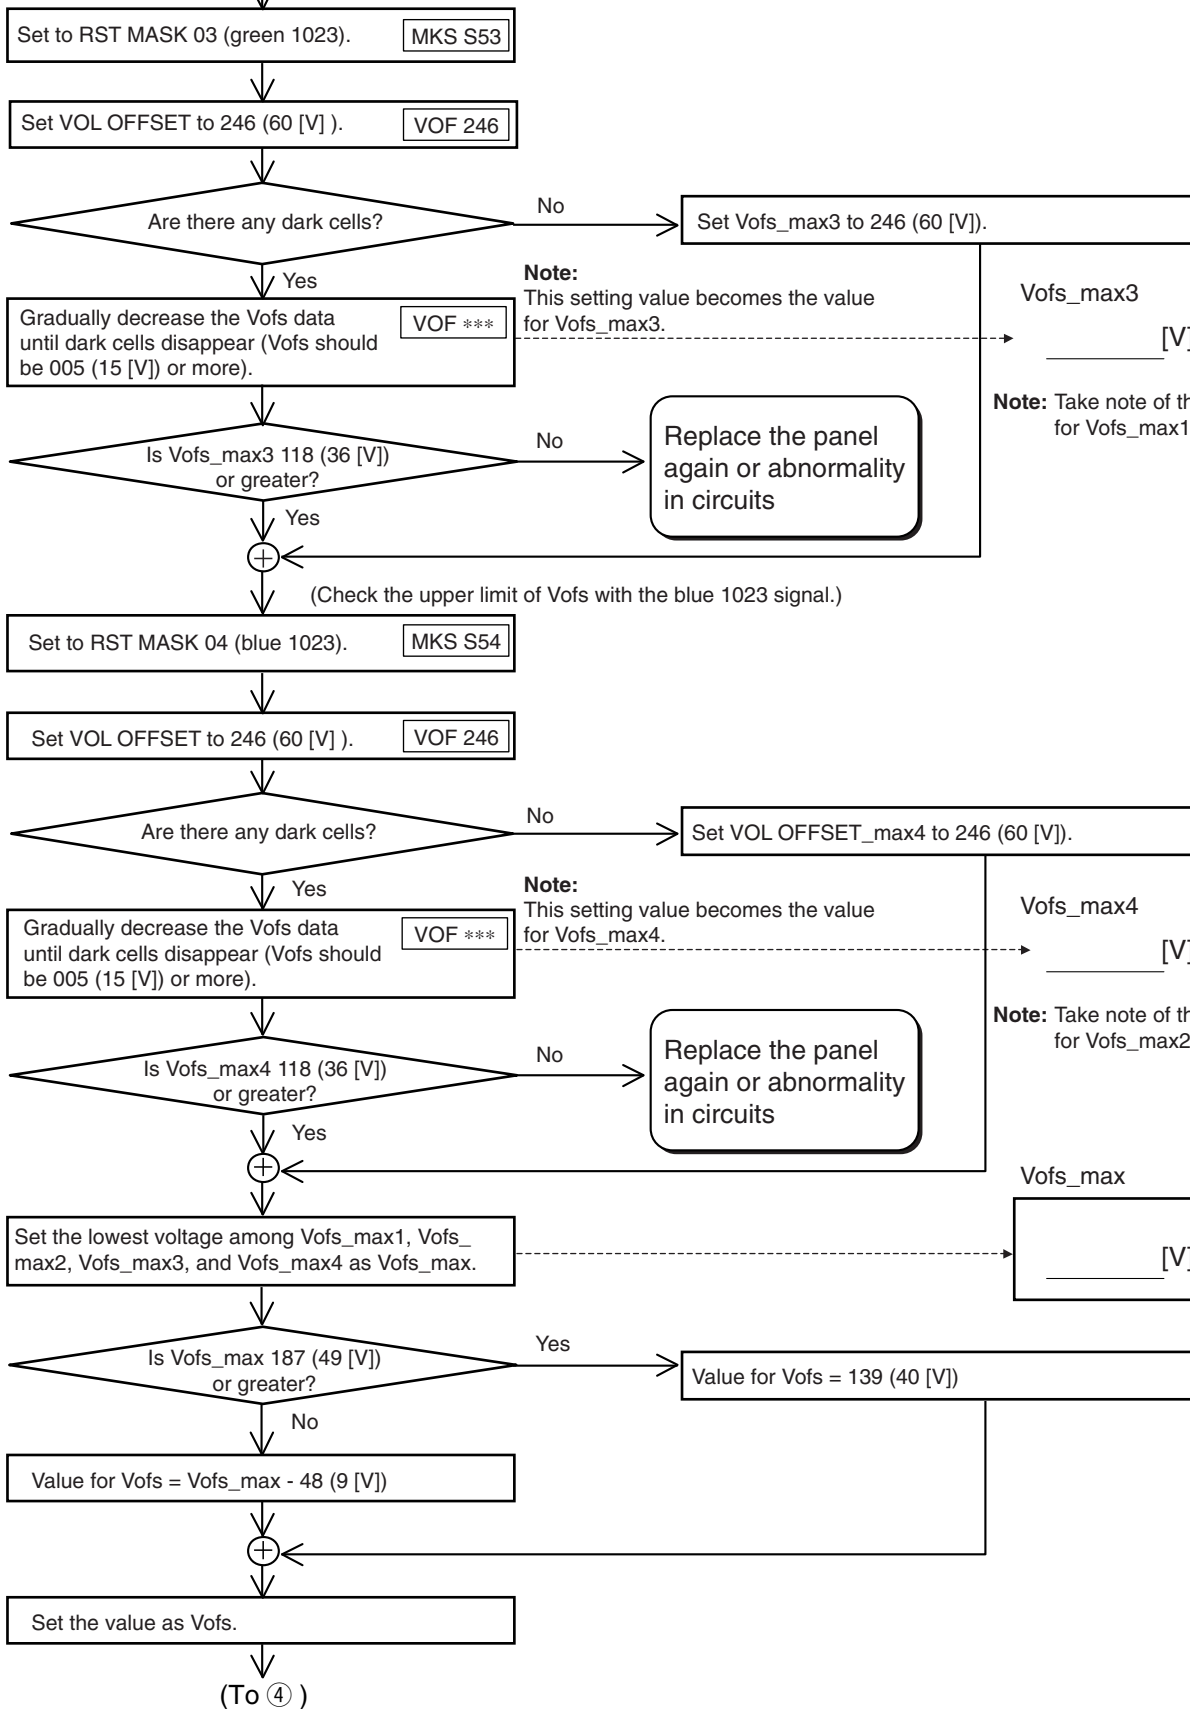 Set to RST MASK 03 (green 1023).
MKS S53
Set VOL OFFSET to 246 (60 [V] ).
VOF 246
Are there any dark cells?
No
Set Vofs_max3 to 246 (60 [V]).
Yes
Note:
This setting value becomes the value
for Vofs_max3.
Vofs_max3
[V]
Gradually decrease the Vofs data
until dark cells disappear (Vofs should
be 005 (15 [V]) or more).
VOF ***
Note: Take note of th
for Vofs_max1
Is Vofs_max3 118 (36 [V])
or greater?
No
Replace the panel
again or abnormality
in circuits
Yes
(Check the upper limit of Vofs with the blue 1023 signal.)
Set to RST MASK 04 (blue 1023).
MKS S54
Set VOL OFFSET to 246 (60 [V] ).
VOF 246
Are there any dark cells?
No
Set VOL OFFSET_max4 to 246 (60 [V]).
Yes
Note:
This setting value becomes the value
for Vofs_max4.
Vofs_max4
[V]
Gradually decrease the Vofs data
until dark cells disappear (Vofs should
be 005 (15 [V]) or more).
VOF ***
Note: Take note of th
for Vofs_max2
Is Vofs_max4 118 (36 [V])
or greater?
No
Replace the panel
again or abnormality
in circuits
Yes
Vofs_max
[V]
Set the lowest voltage among Vofs_max1, Vofs_
max2, Vofs_max3, and Vofs_max4 as Vofs_max.
Is Vofs_max 187 (49 [V])
or greater?
Yes
Value for Vofs = 139 (40 [V])
No
Value for Vofs = Vofs_max - 48 (9 [V])
Set the value as Vofs.
(To ④ )